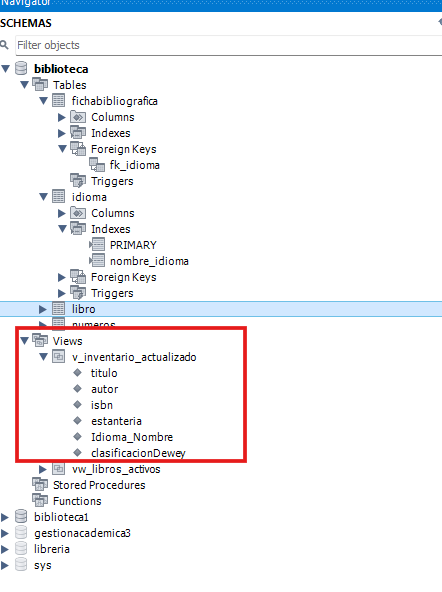 Navigator
SCHEMAS
Filter objects
biblioteca
Tables
fichabibliografica
Columns
Indexes
Foreign Keys
fk_idioma
Triggers
idioma
Columns
Indexes
PRIMARY
nombre_idioma
Foreign Keys
Triggers
libro
numeros
Views
v_inventario_actualizado
titulo
autor
isbn
estanteria
Idioma_Nombre
clasificacionDewey
vw_libros_activos
Stored Procedures
Functions
biblioteca1
gestionacademica3
libreria
sys